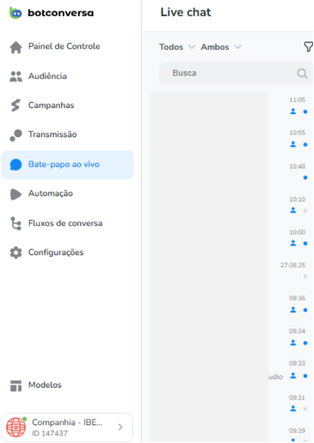 botconversa
Painel de Controle
Audiência
Campanhas
Transmissão
Bate-papo ao vivo
Automação
Fluxos de conversa
Configurações
Modelos
Companhia - IBE...
ID 147437
Live chat
Todos Ambos
Busca
11:05
10:55
10:48
10:10
10:00
27.08.25
09:36
09:34
09:33
udio
09:31
09:29